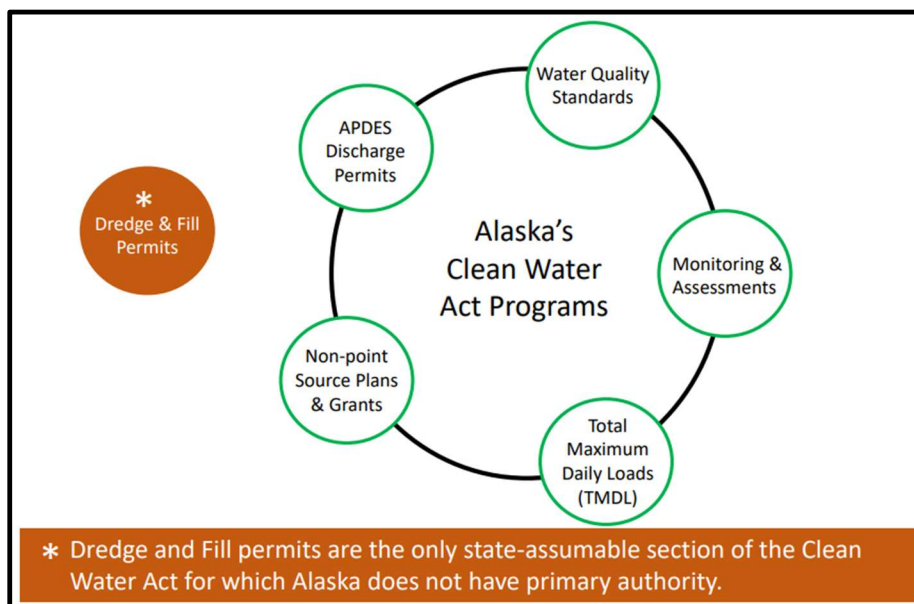 Water Quality
Standards
APDES
Discharge
Permits
*
Dredge & Fill
Permits
Alaska's
Clean Water
Act Programs
Monitoring &
Assessments
Non-point
Source Plans
& Grants
Total
Maximum
Daily Loads
(TMDL)
* Dredge and Fill permits are the only state-assumable section of the Clean
Water Act for which Alaska does not have primary authority.